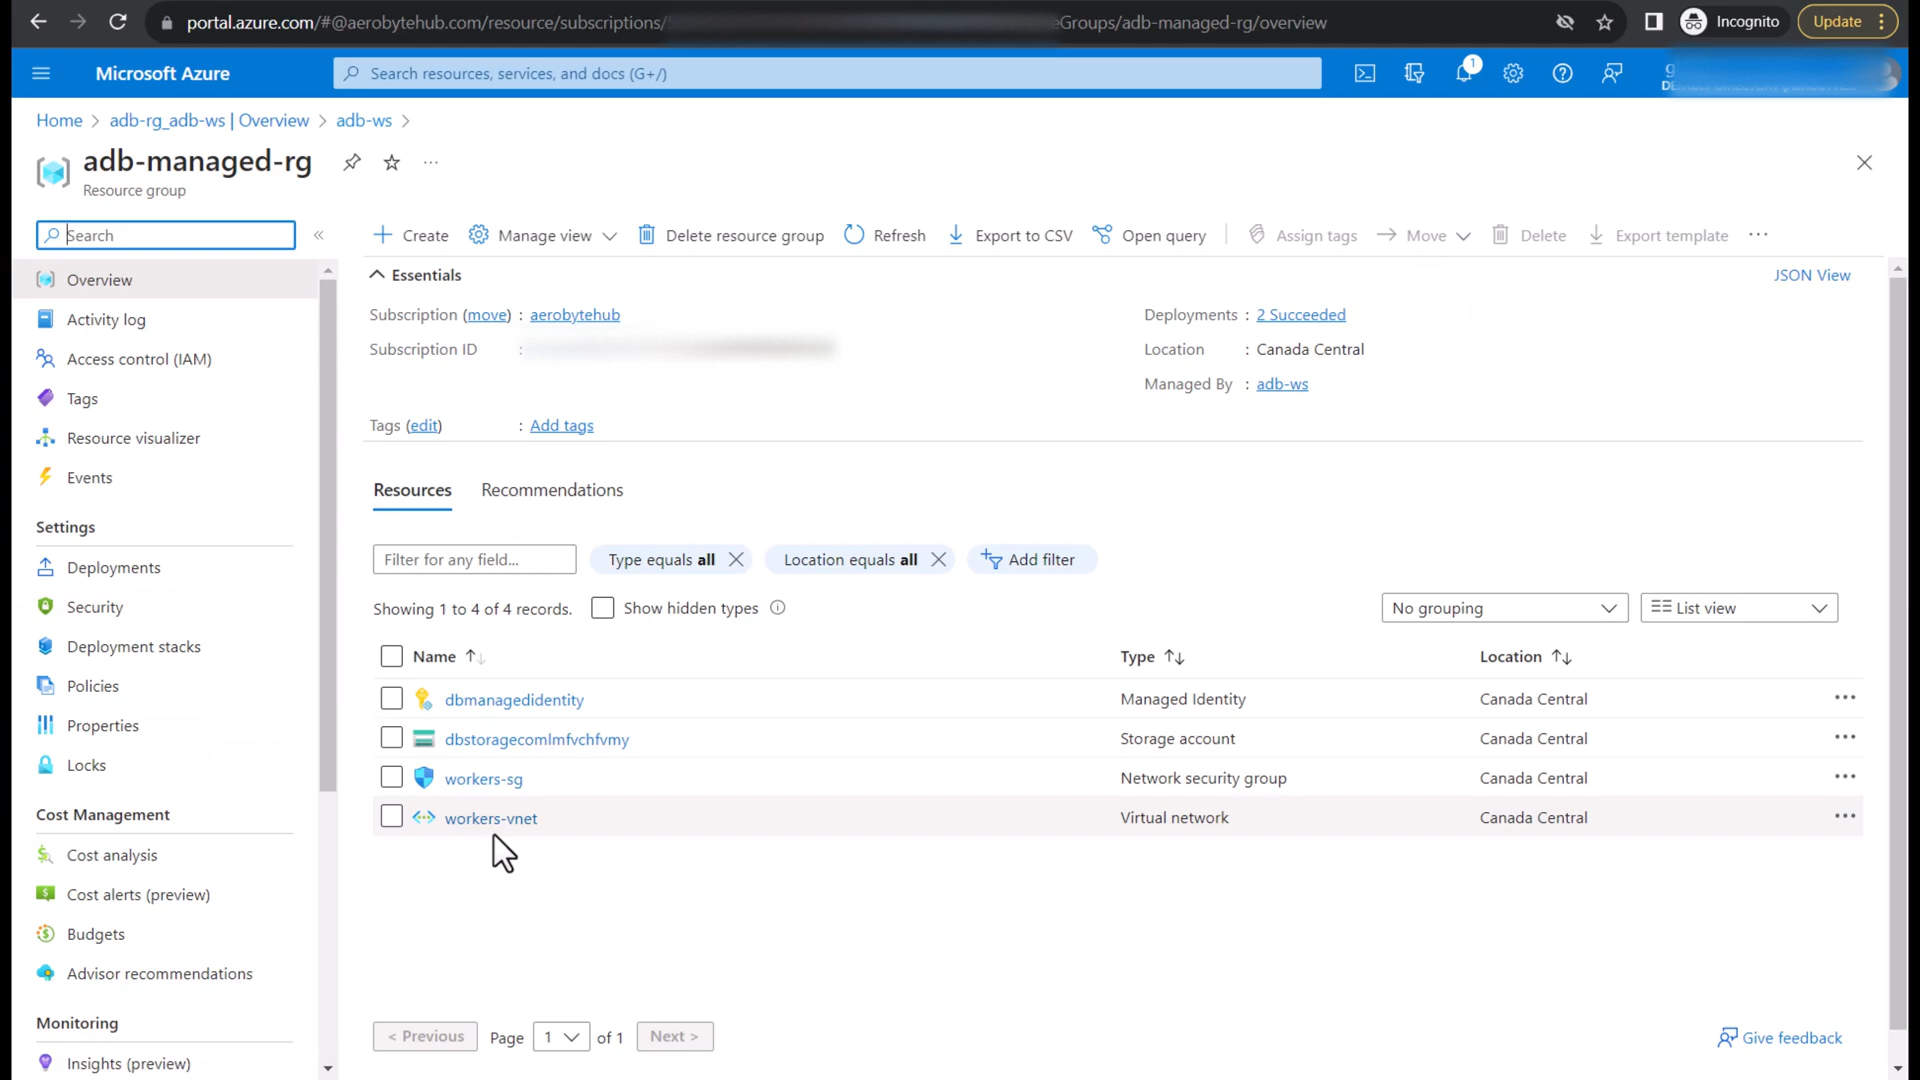 portal.azure.com/#@aerobytehub.com/resource/subscriptions/ eGroups/adb-managed-rg/overview
Incognito
Update
Microsoft Azure
Search resources, services, and docs (G+/)
1
Home > adb-rg_adb-ws | Overview > adb-ws >
adb-managed-rg
Resource group
Search
Create
Manage view
Delete resource group
Refresh
Export to CSV
Open query
Assign tags
Move
Delete
Export template
Overview
Activity log
Access control (IAM)
Tags
Resource visualizer
Events
Settings
Deployments
Security
Deployment stacks
Policies
Properties
Locks
Cost Management
Cost analysis
Cost alerts (preview)
Budgets
Advisor recommendations
Monitoring
Insights (preview)
Essentials
JSON View
Subscription (move) : aerobytehub
Subscription ID :
Deployments : 2 Succeeded
Location : Canada Central
Managed By : adb-ws
Tags (edit) : Add tags
Resources
Recommendations
Filter for any field...
Type equals all
Location equals all
Add filter
Showing 1 to 4 of 4 records.
Show hidden types
No grouping
List view
Name Type Location
dbmanagedidentity Managed Identity Canada Central
dbstoragecomlmfvchfvmy Storage account Canada Central
workers-sg Network security group Canada Central
workers-vnet Virtual network Canada Central
< Previous Page 1 of 1 Next >
Give feedback